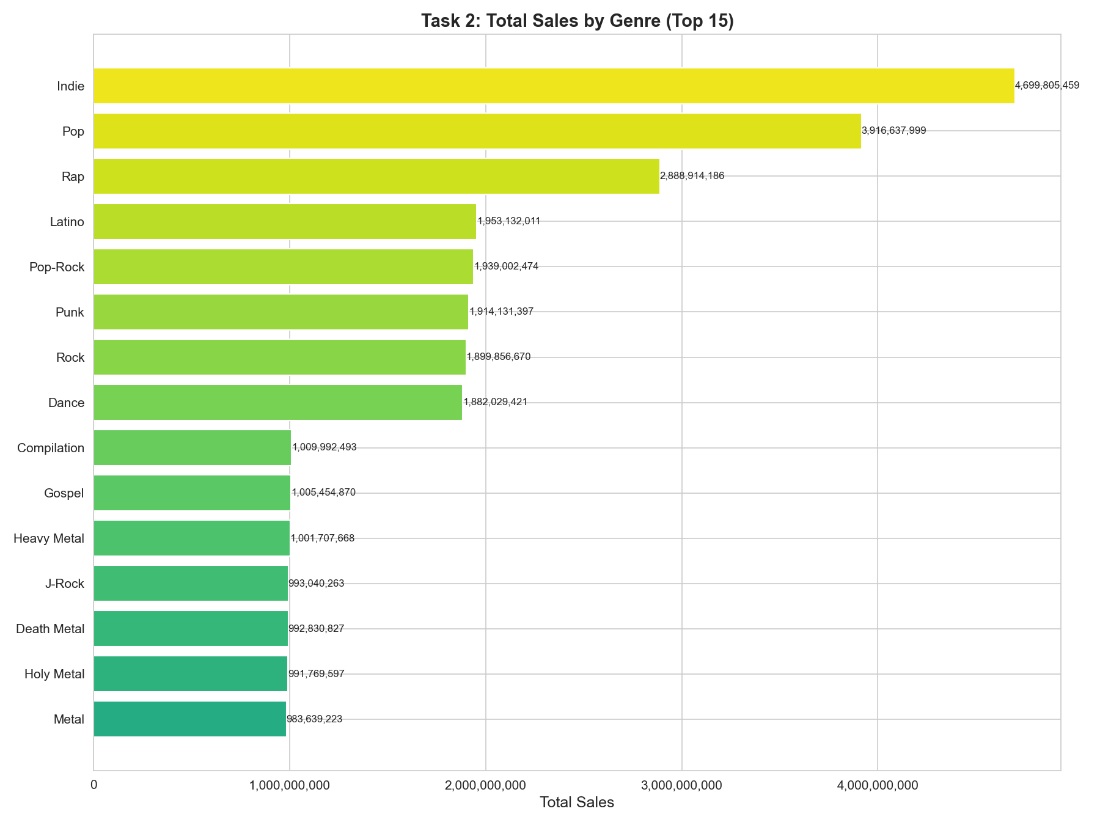 Task 2: Total Sales by Genre (Top 15)
Indie 4,699,805,459
Pop 3,916,637,999
Rap 2,888,914,186
Latino 1,953,132,011
Pop-Rock 1,939,002,474
Punk 1,914,131,397
Rock 1,899,856,670
Dance 1,882,029,421
Compilation 1,009,992,493
Gospel 1,005,454,870
Heavy Metal 1,001,707,668
J-Rock 993,040,263
Death Metal 992,830,827
Holy Metal 991,769,597
Metal 983,639,223
0 1,000,000,000 2,000,000,000 3,000,000,000 4,000,000,000
Total Sales